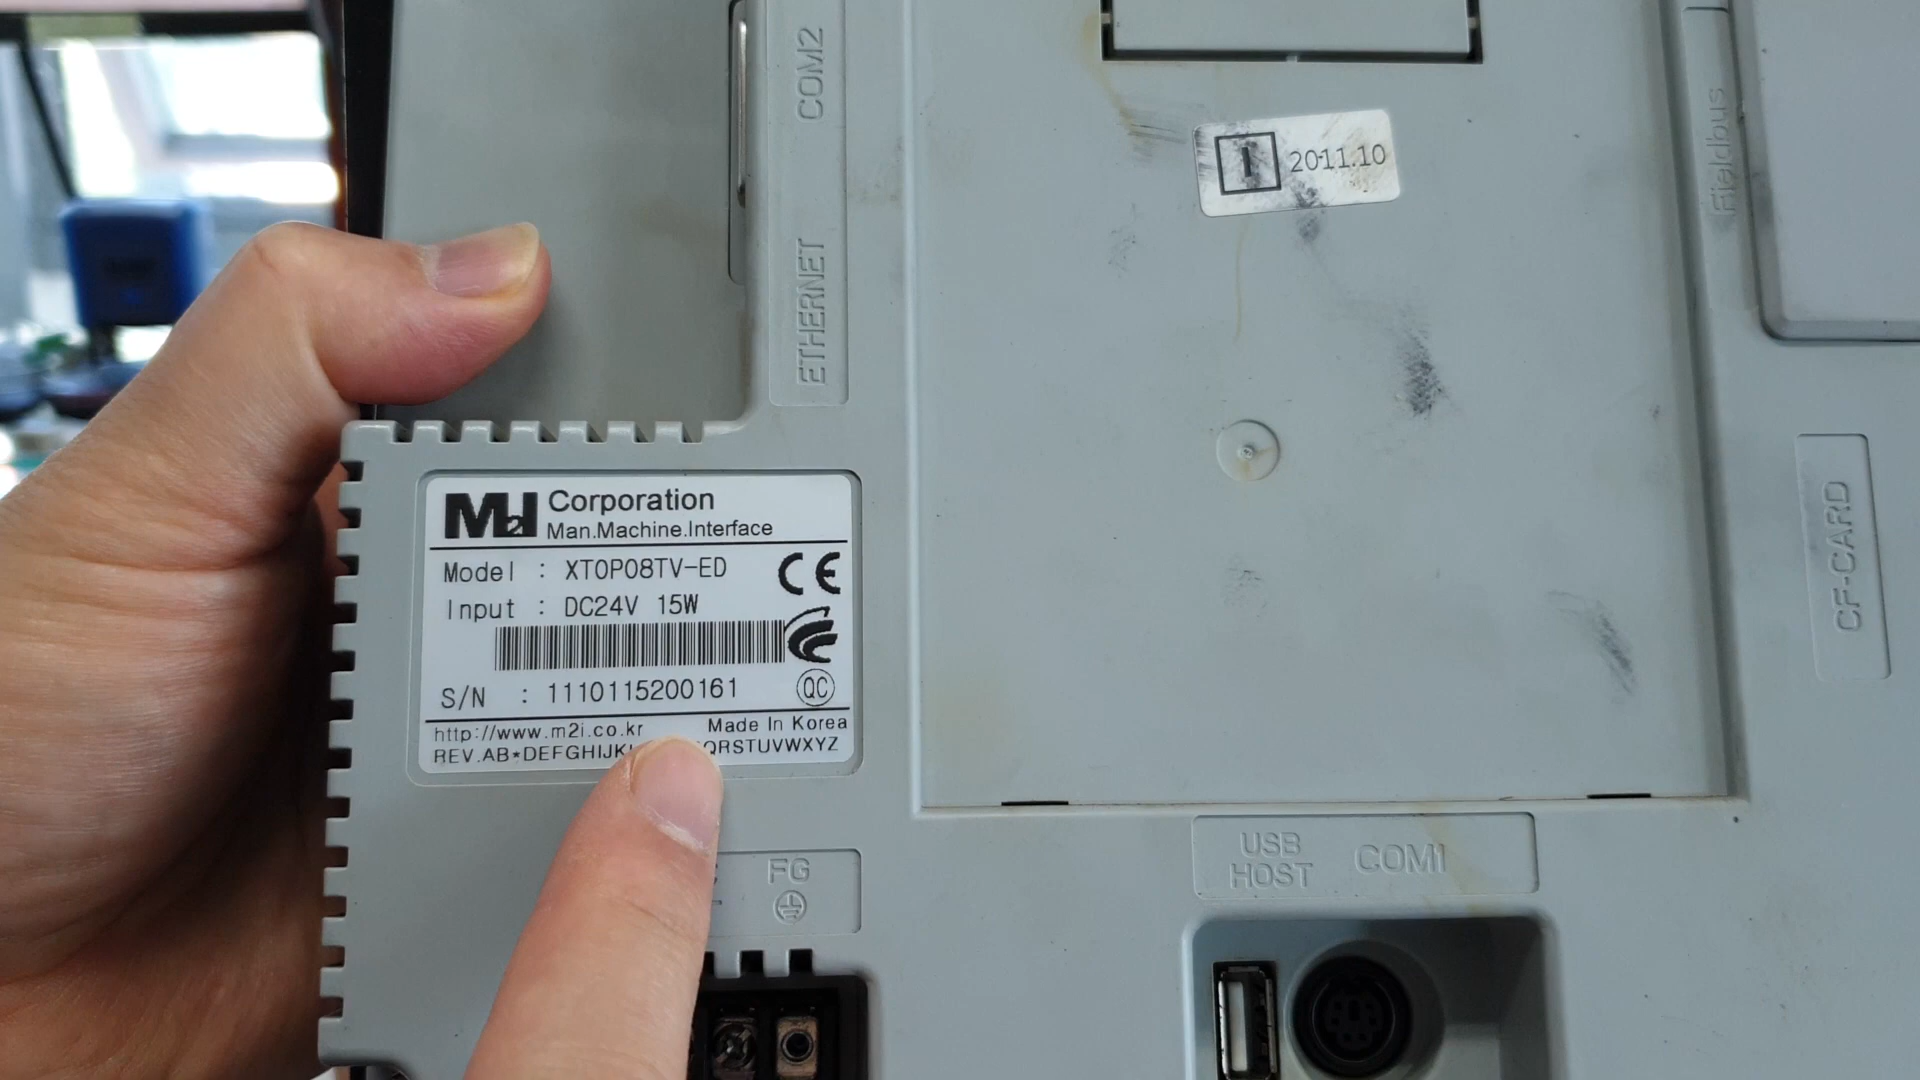 COM2
ETHERNET
I 2011.10
Fieldbus
M2I Corporation
Man.Machine.Interface
Model : XTOP08TV-ED
Input : DC24V 15W
CE
S/N : 1110115200161
QC
http://www.m2i.co.kr Made In Korea
REV.AB*DEFGHIJK QRSTUVWXYZ
CF-CARD
FG
USB
HOST
COM1